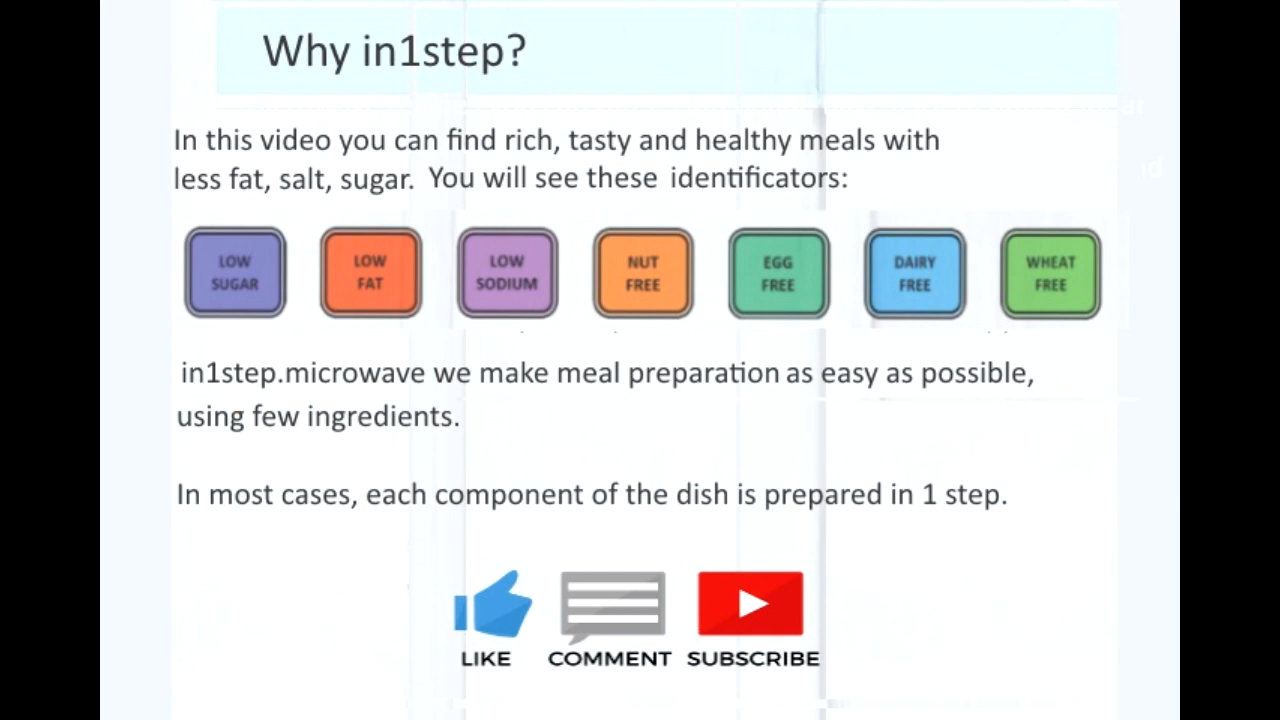 Why in1step?
In this video you can find rich, tasty and healthy meals with
less fat, salt, sugar. You will see these identificators:
LOW SUGAR
LOW FAT
LOW SODIUM
NUT FREE
EGG FREE
DAIRY FREE
WHEAT FREE
in1step.microwave we make meal preparation as easy as possible,
using few ingredients.
In most cases, each component of the dish is prepared in 1 step.
LIKE COMMENT SUBSCRIBE